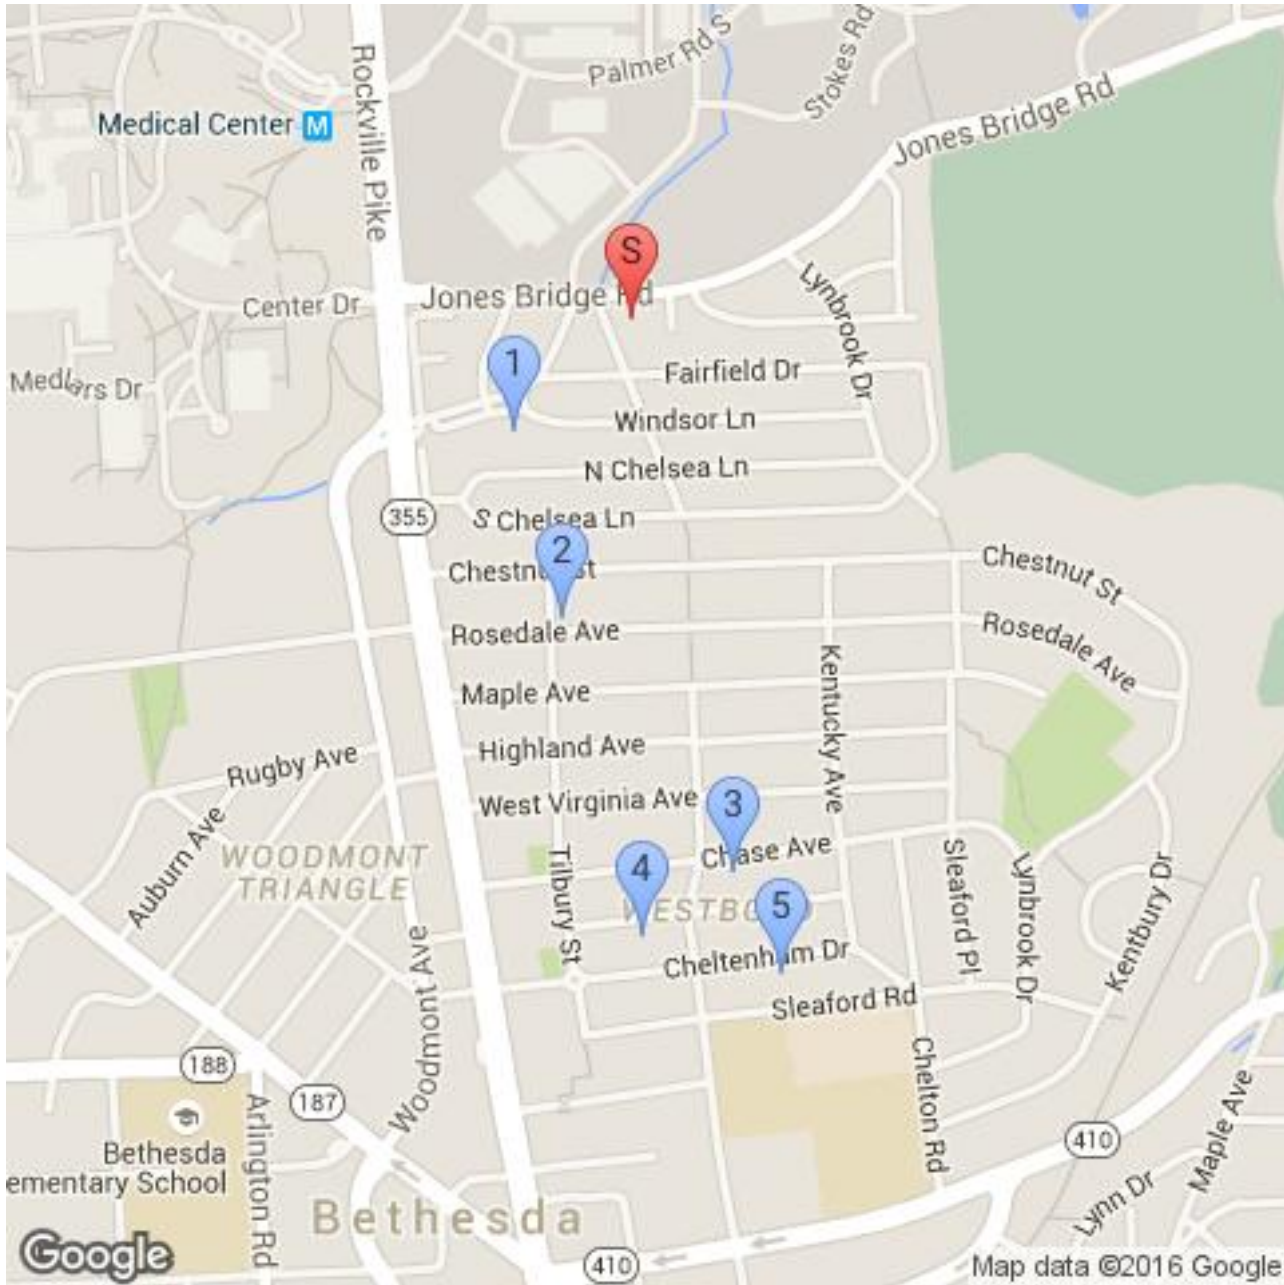 Palmer Rd S
Stokes Rd
Rockville Pike
Medical Center M
Jones Bridge Rd
S
Center Dr
Jones Bridge Rd
Lynbrook Dr
1
Fairfield Dr
Windsor Ln
N Chelsea Ln
355
S Chelsea Ln
2
Chestnut St
Chestnut St
Rosedale Ave
Rosedale Ave
Kentucky Ave
Maple Ave
Highland Ave
Rugby Ave
West Virginia Ave
3
Auburn Ave
WOODMONT
TRIANGLE
Chase Ave
Tilbury St
4
Sleaford Pl
Lynbrook Dr
Kentbury Dr
5
Woodmont Ave
Cheltenham Dr
Sleaford Rd
188
187
Arlington Rd
Chelton Rd
410
Maple Ave
Bethesda
ementary School
Lynn Dr
Bethesda
Google
410
Map data ©2016 Google